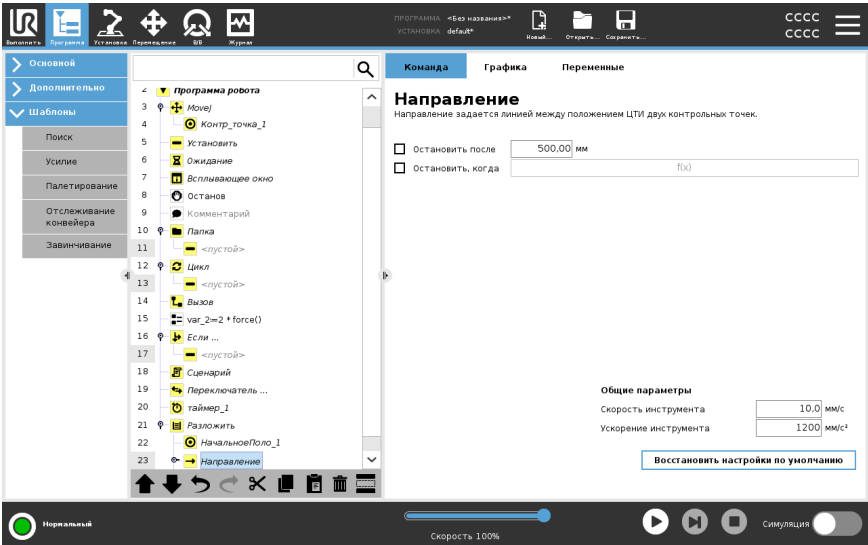 UR
ПРОГРАММА <Без названия>*
УСТАНОВКА default*
Выполнить Программа Установка Перемещение В/В Журнал
Новый... Открыть... Сохранить...
CCCC
CCCC
Основной
Дополнительно
Шаблоны
Поиск
Усилие
Палетирование
Отслеживание
конвейера
Завинчивание
2 Программа робота
3 MoveJ
4 Контр_точка_1
5 Установить
6 Ожидание
7 Всплывающее окно
8 Останов
9 Комментарий
10 Папка
11 <пустой>
12 Цикл
13 <пустой>
14 Вызов
15 var_2≔2 * force()
16 Если ...
17 <пустой>
18 Сценарий
19 Переключатель ...
20 таймер_1
21 Разложить
22 НачальноеПоло_1
23 Направление
Команда Графика Переменные
Направление
Направление задается линией между положением ЦТИ двух контрольных точек.
Остановить после 500,00 мм
Остановить, когда f(x)
Общие параметры
Скорость инструмента 10,0 мм/с
Ускорение инструмента 1200 мм/с²
Восстановить настройки по умолчанию
Нормальный
Скорость 100%
Симуляция